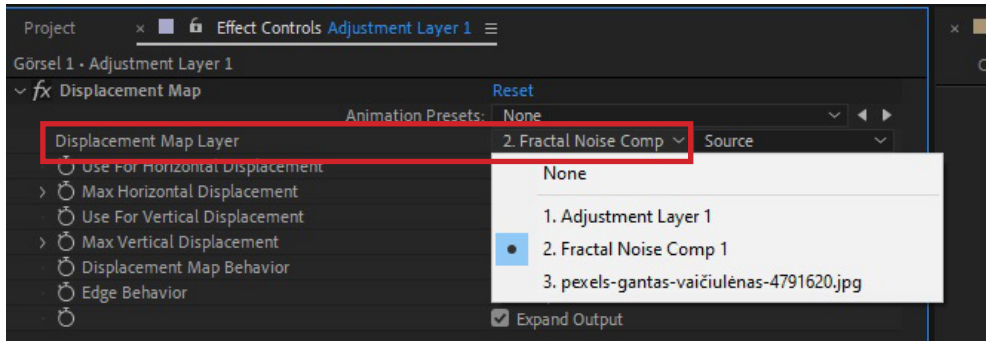 Project × Effect Controls Adjustment Layer 1 ×
Görsel 1 • Adjustment Layer 1
fx Displacement Map Reset
Animation Presets: None
Displacement Map Layer 2. Fractal Noise Comp Source
Use For Horizontal Displacement
None
Max Horizontal Displacement
Use For Vertical Displacement 1. Adjustment Layer 1
Max Vertical Displacement 2. Fractal Noise Comp 1
Displacement Map Behavior
3. pexels-gantas-vaičiulėnas-4791620.jpg
Edge Behavior
Expand Output